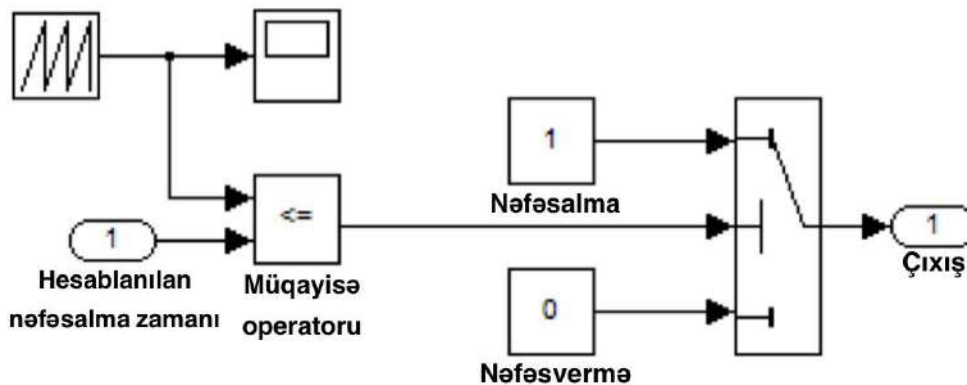 1
Nəfəsalma
<=
1
Hesablanılan
nəfəsalma zamanı
Müqayisə
operatoru
1
Çıxış
0
Nəfəsvermə